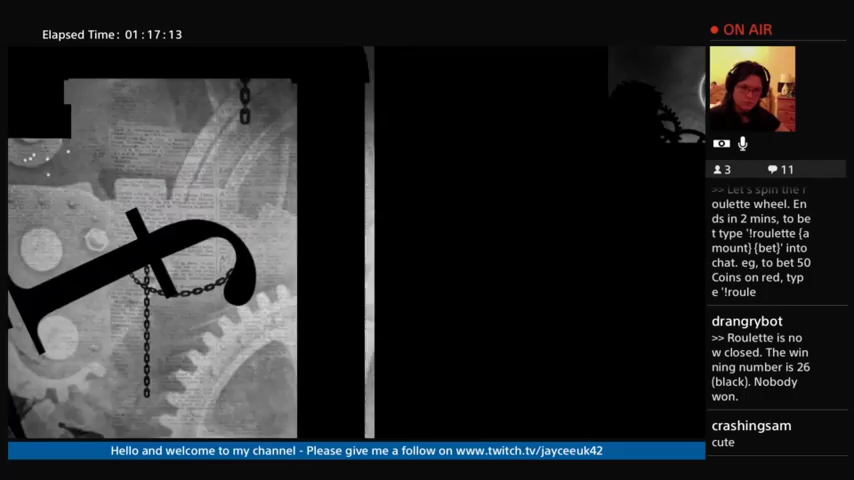 Elapsed Time: 01:17:13
ON AIR
3
11
>> Let's spin the r
oulette wheel. En
ds in 2 mins, to be
t type '!roulette {a
mount} {bet}' into
chat. eg, to bet 50
Coins on red, typ
e '!roule
drangrybot
>> Roulette is no
w closed. The win
ning number is 26
(black). Nobody
won.
crashingsam
cute
f
Hello and welcome to my channel - Please give me a follow on www.twitch.tv/jayceeuk42